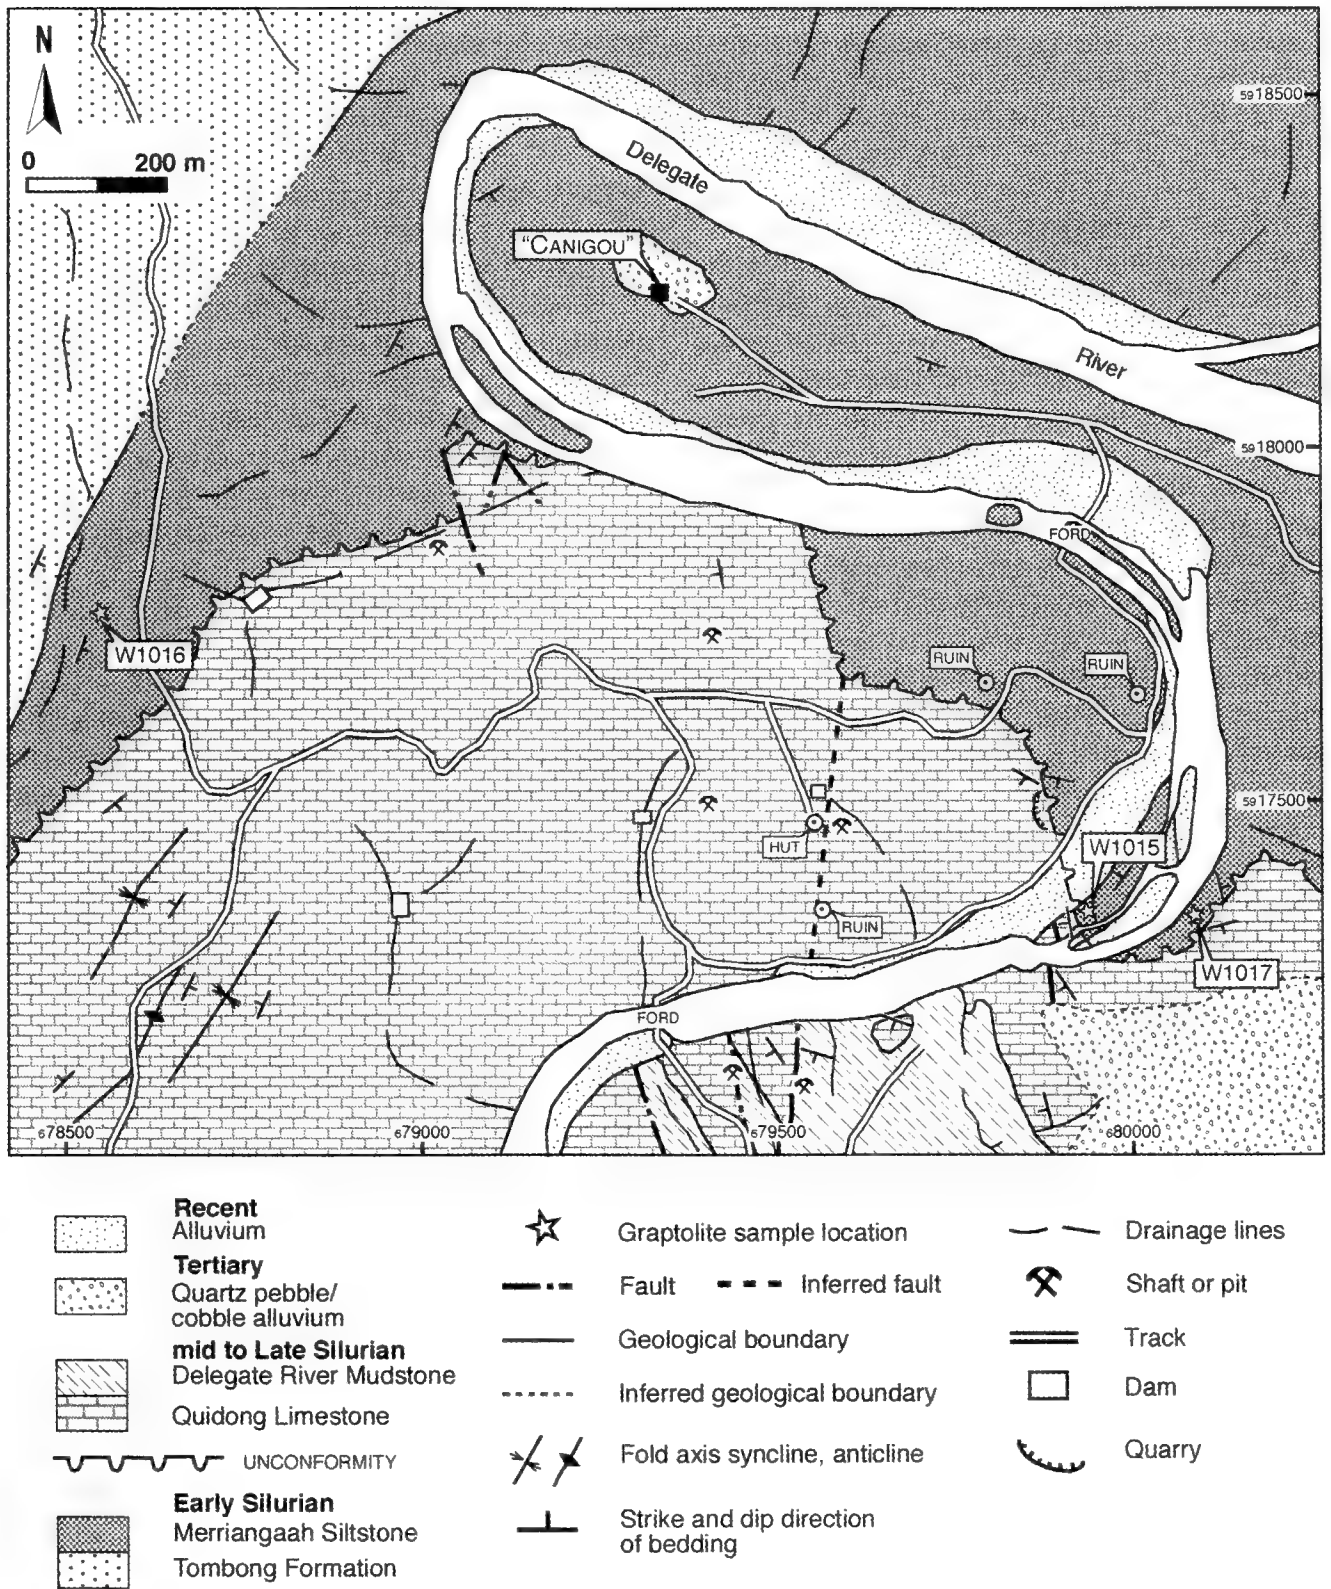 N
0 200 m
5918500
Delegate
"CANIGOU"
River
5918000
FORD
W1016
RUIN
RUIN
5917500
HUT
W1015
RUIN
W1017
FORD
678500
679000
679500
680000
Recent
Alluvium
Tertiary
Quartz pebble/
cobble alluvium
mid to Late Silurian
Delegate River Mudstone
Quidong Limestone
UNCONFORMITY
Early Silurian
Merriangaah Siltstone
Tombong Formation
Graptolite sample location
Fault
Inferred fault
Geological boundary
Inferred geological boundary
Fold axis syncline, anticline
Strike and dip direction
of bedding
Drainage lines
Shaft or pit
Track
Dam
Quarry